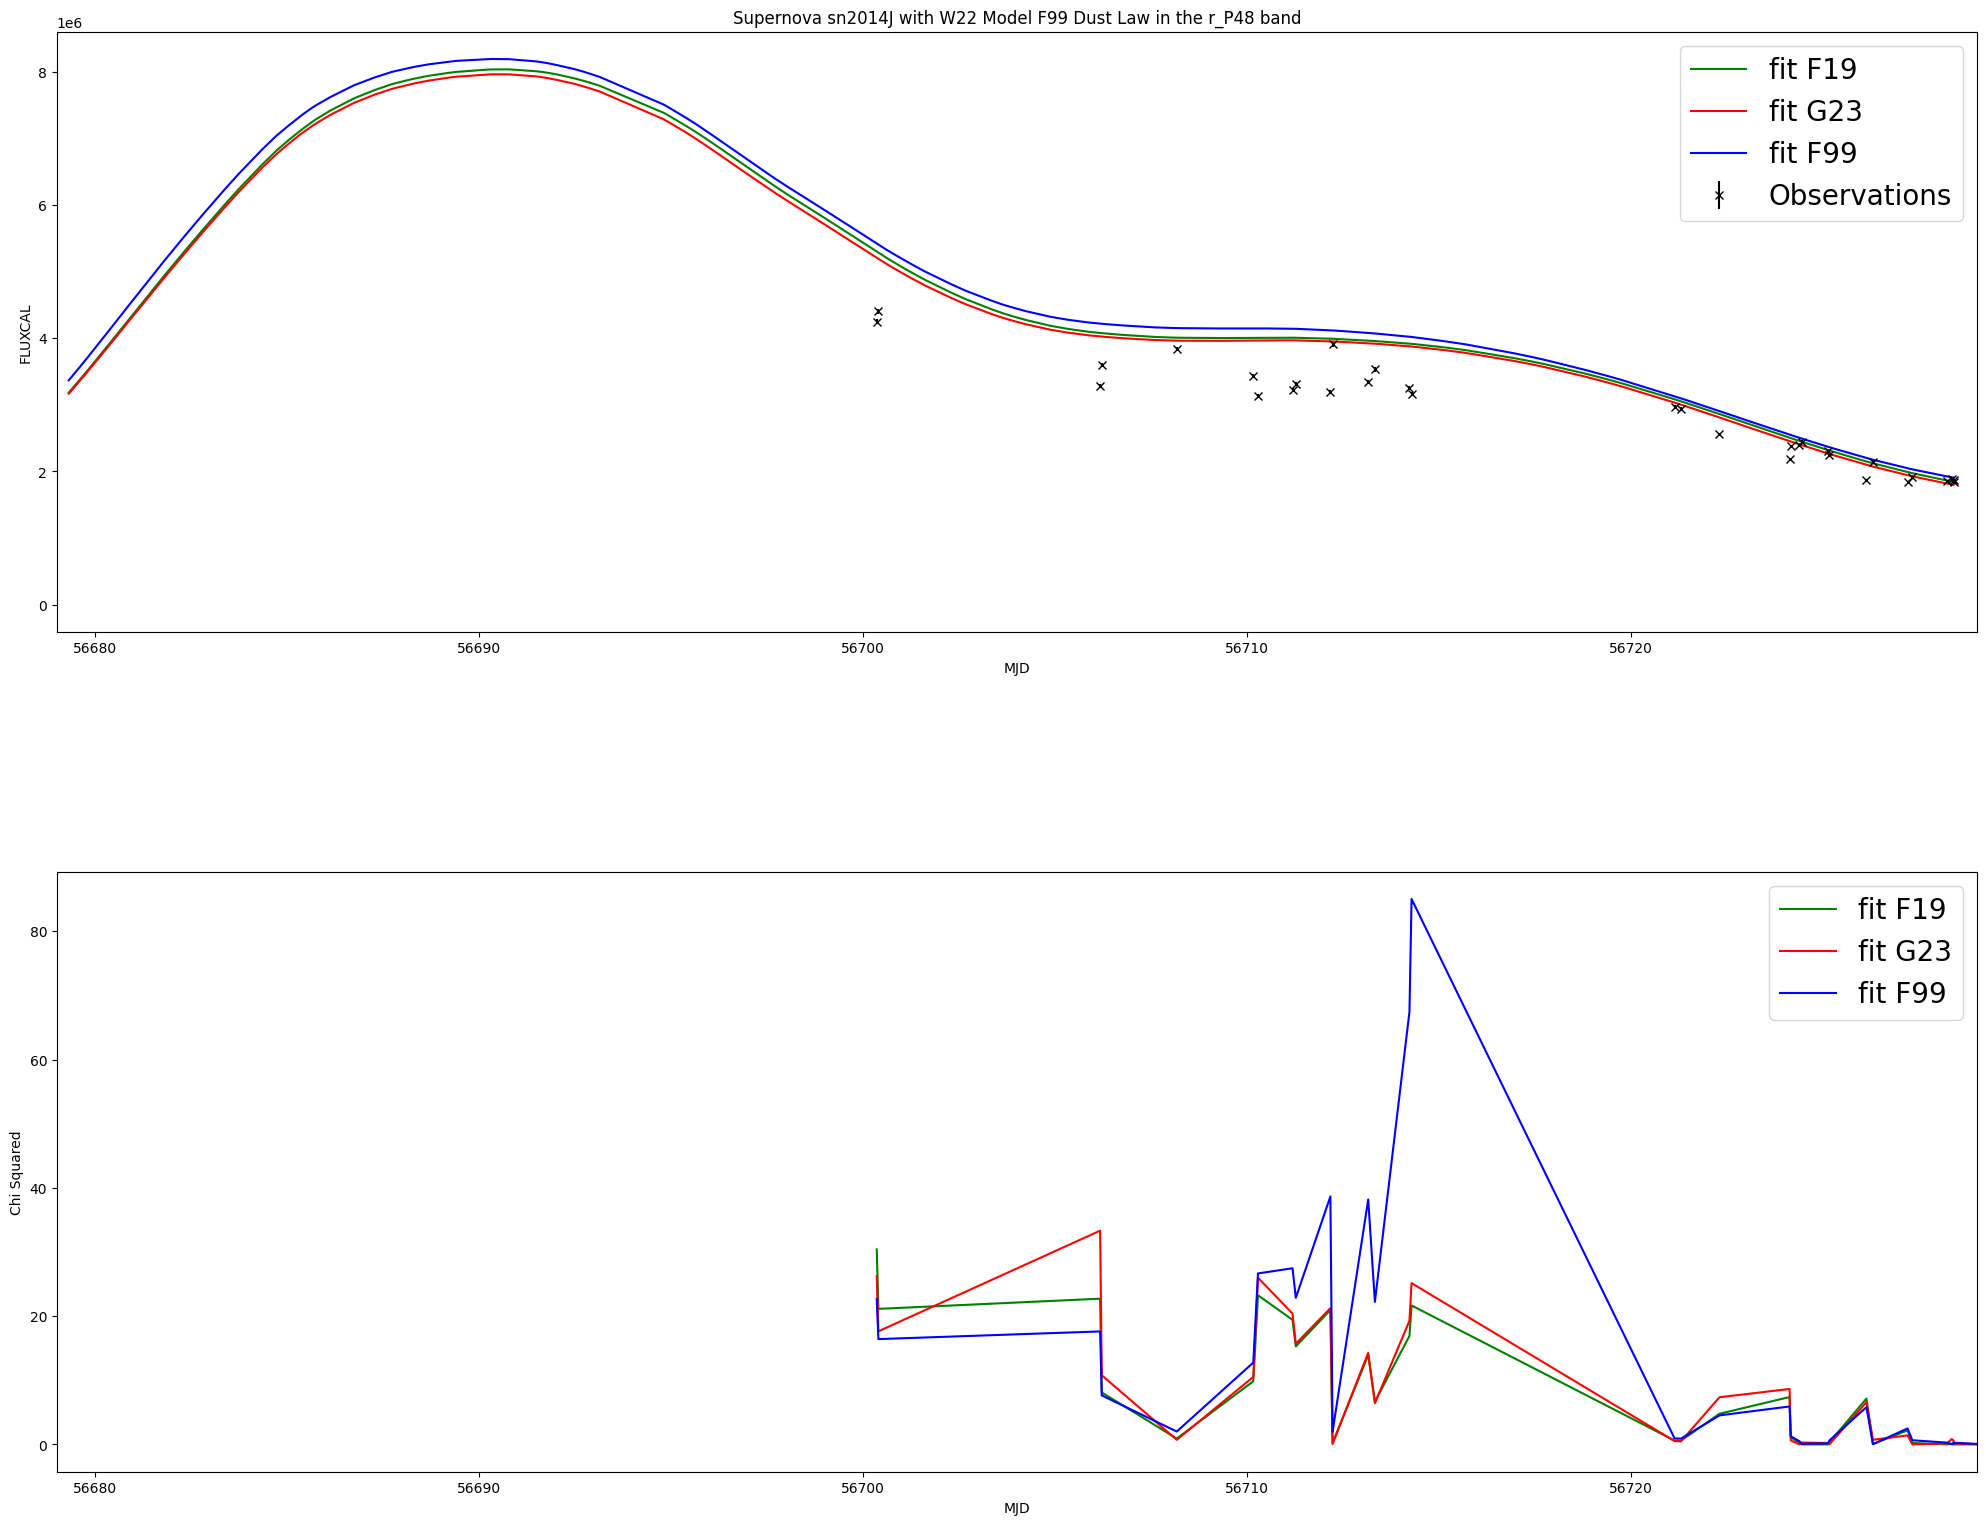 Supernova sn2014J with W22 Model F99 Dust Law in the r_P48 band
1e6
8
6
4
2
0
FLUXCAL
fit F19
fit G23
fit F99
Observations
56680 56690 56700 56710 56720
MJD
80
60
40
20
0
Chi Squared
fit F19
fit G23
fit F99
56680 56690 56700 56710 56720
MJD